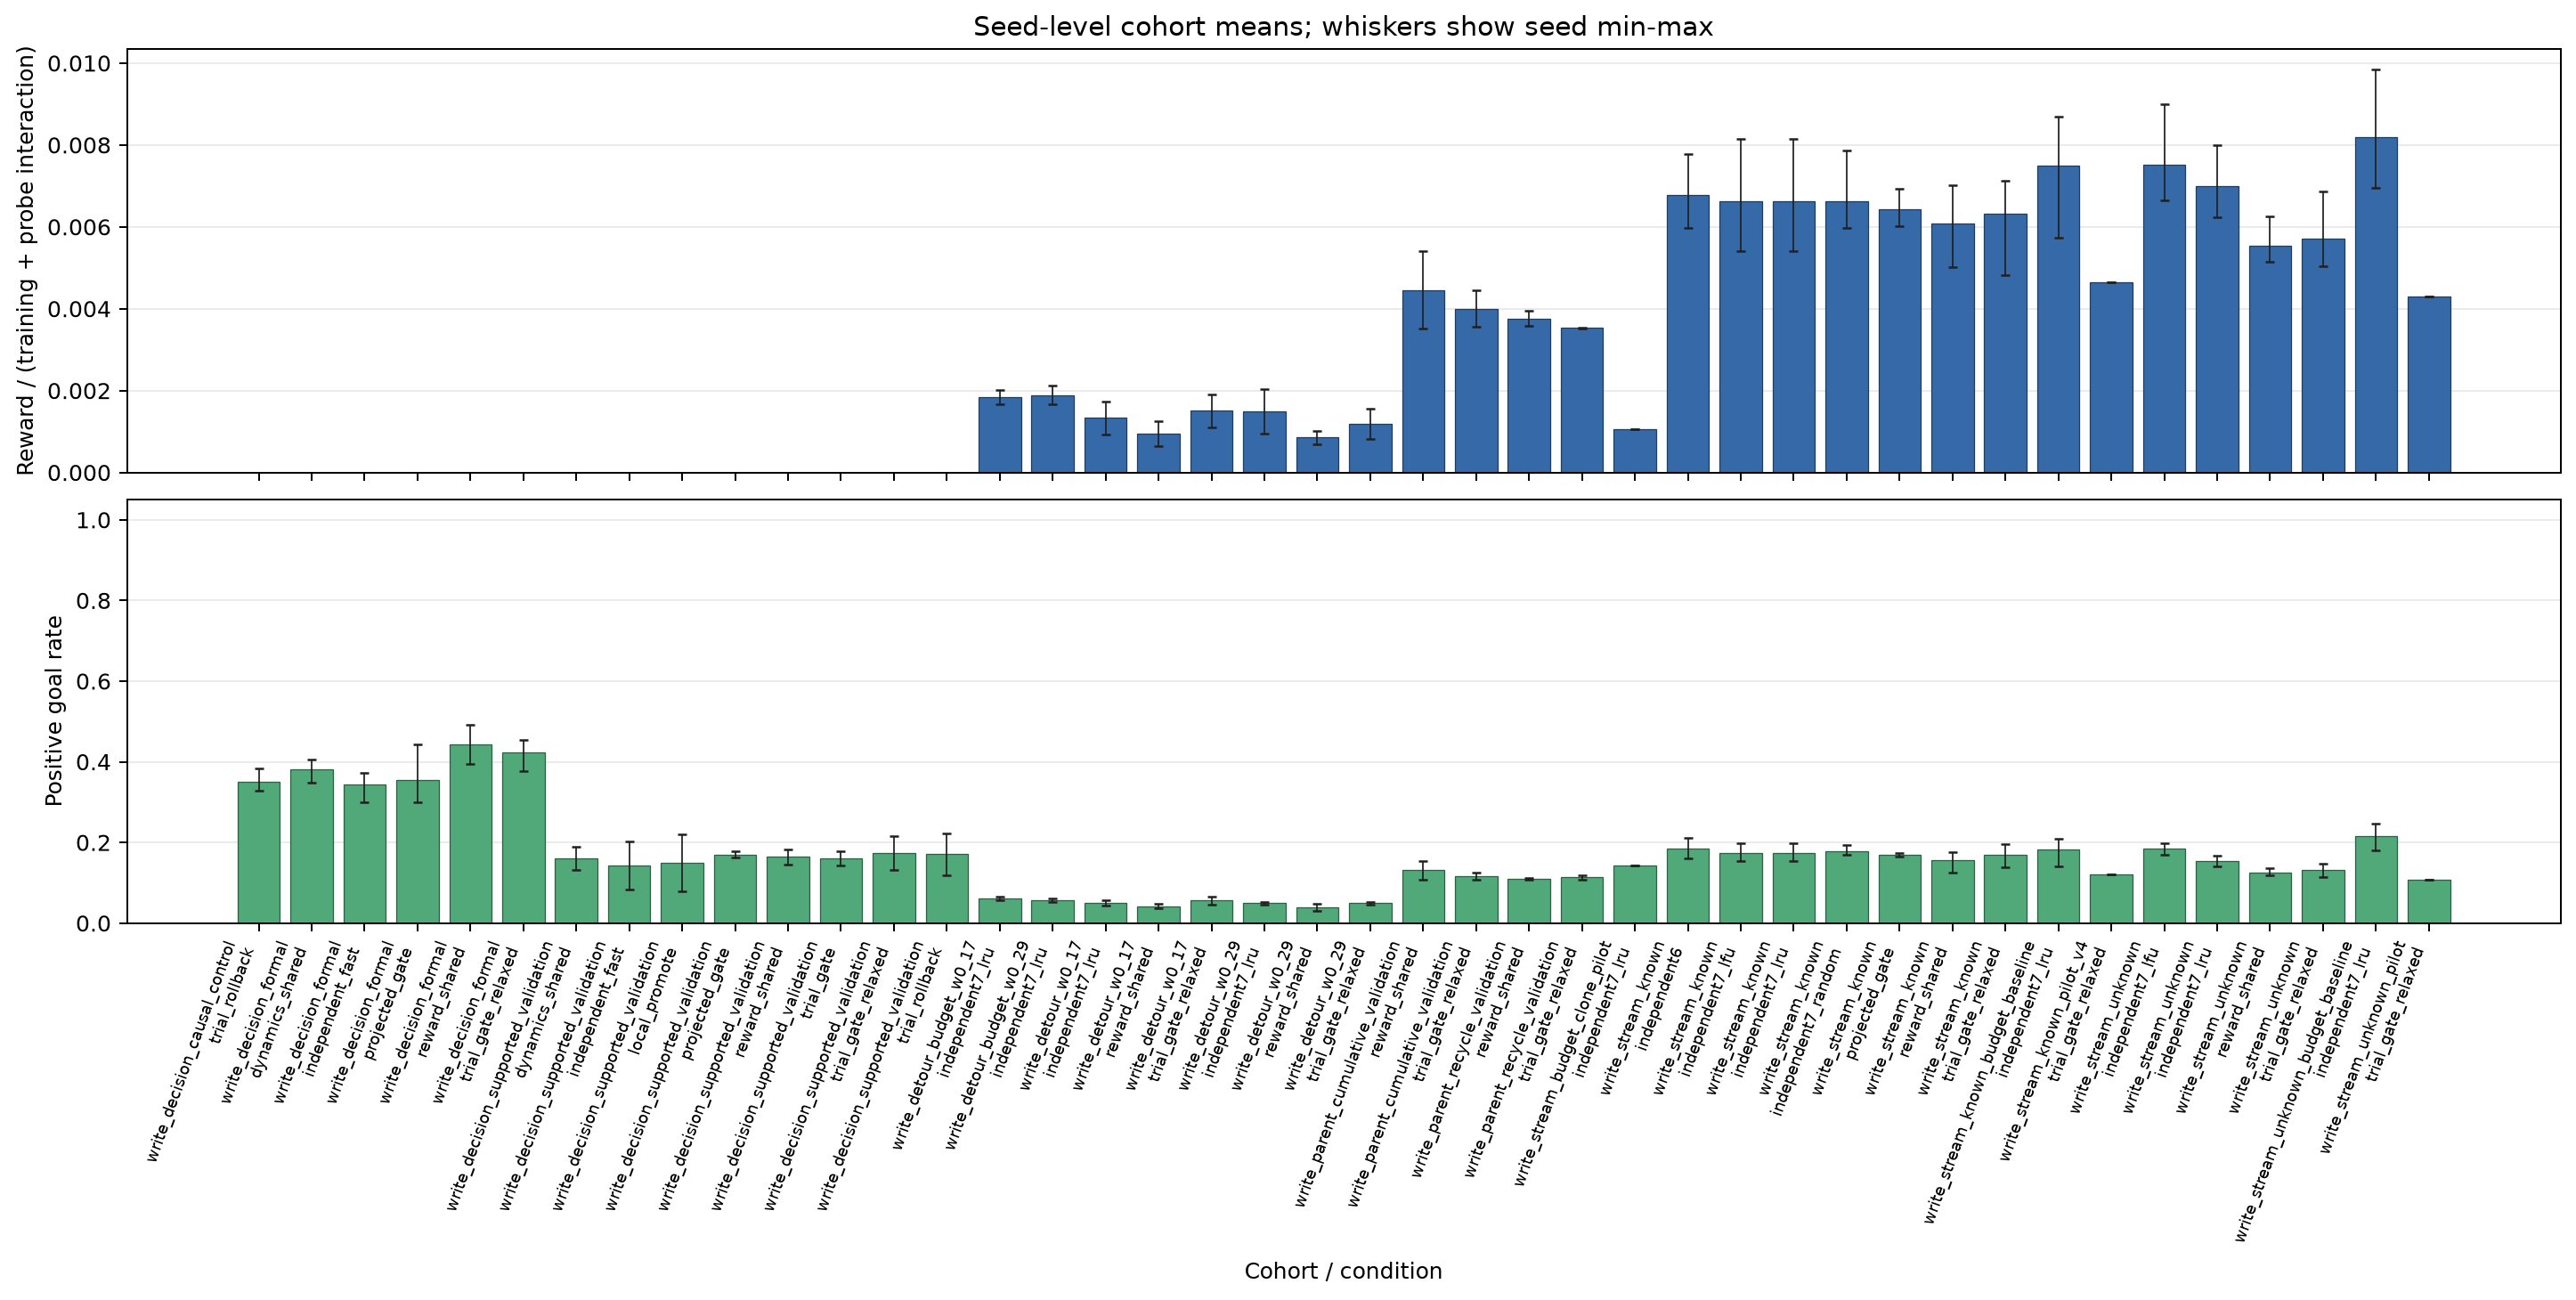 Seed-level cohort means; whiskers show seed min-max
Reward / (training + probe interaction)
0.010
0.008
0.006
0.004
0.002
0.000
Positive goal rate
1.0
0.8
0.6
0.4
0.2
0.0
write_decision_causal_control
trial_rollback
write_decision_formal
dynamics_shared
write_decision_formal
independent_fast
write_decision_formal
projected_gate
write_decision_formal
reward_shared
write_decision_formal
trial_gate_relaxed
write_decision_supported_validation
dynamics_shared
write_decision_supported_validation
independent_fast
write_decision_supported_validation
local_promote
write_decision_supported_validation
projected_gate
write_decision_supported_validation
reward_shared
write_decision_supported_validation
trial_gate
write_decision_supported_validation
trial_gate_relaxed
write_decision_supported_validation
trial_rollback
write_detour_budget_w0_17
independent7_lru
write_detour_budget_w0_29
independent7_lru
write_detour_w0_17
independent7_lru
write_detour_w0_17
reward_shared
write_detour_w0_17
trial_gate_relaxed
write_detour_w0_29
independent7_lru
write_detour_w0_29
reward_shared
write_detour_w0_29
trial_gate_relaxed
write_parent_cumulative_validation
reward_shared
write_parent_cumulative_validation
trial_gate_relaxed
write_parent_recycle_validation
reward_shared
write_parent_recycle_validation
trial_gate_relaxed
write_stream_budget_clone_pilot
independent7_lru
write_stream_known
independent6
write_stream_known
independent7_lfu
write_stream_known
independent7_lru
write_stream_known
independent7_random
write_stream_known
projected_gate
write_stream_known
reward_shared
write_stream_known
trial_gate_relaxed
write_stream_known_budget_baseline
independent7_lru
write_stream_known_pilot_v4
trial_gate_relaxed
write_stream_unknown
independent7_lfu
write_stream_unknown
independent7_lru
write_stream_unknown
reward_shared
write_stream_unknown
trial_gate_relaxed
write_stream_unknown_budget_baseline
independent7_lru
write_stream_unknown_pilot
trial_gate_relaxed
Cohort / condition